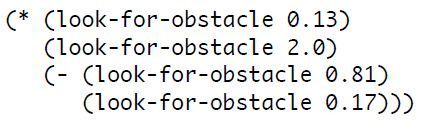 (* (look-for-obstacle 0.13)
   (look-for-obstacle 2.0)
   (- (look-for-obstacle 0.81)
      (look-for-obstacle 0.17)))